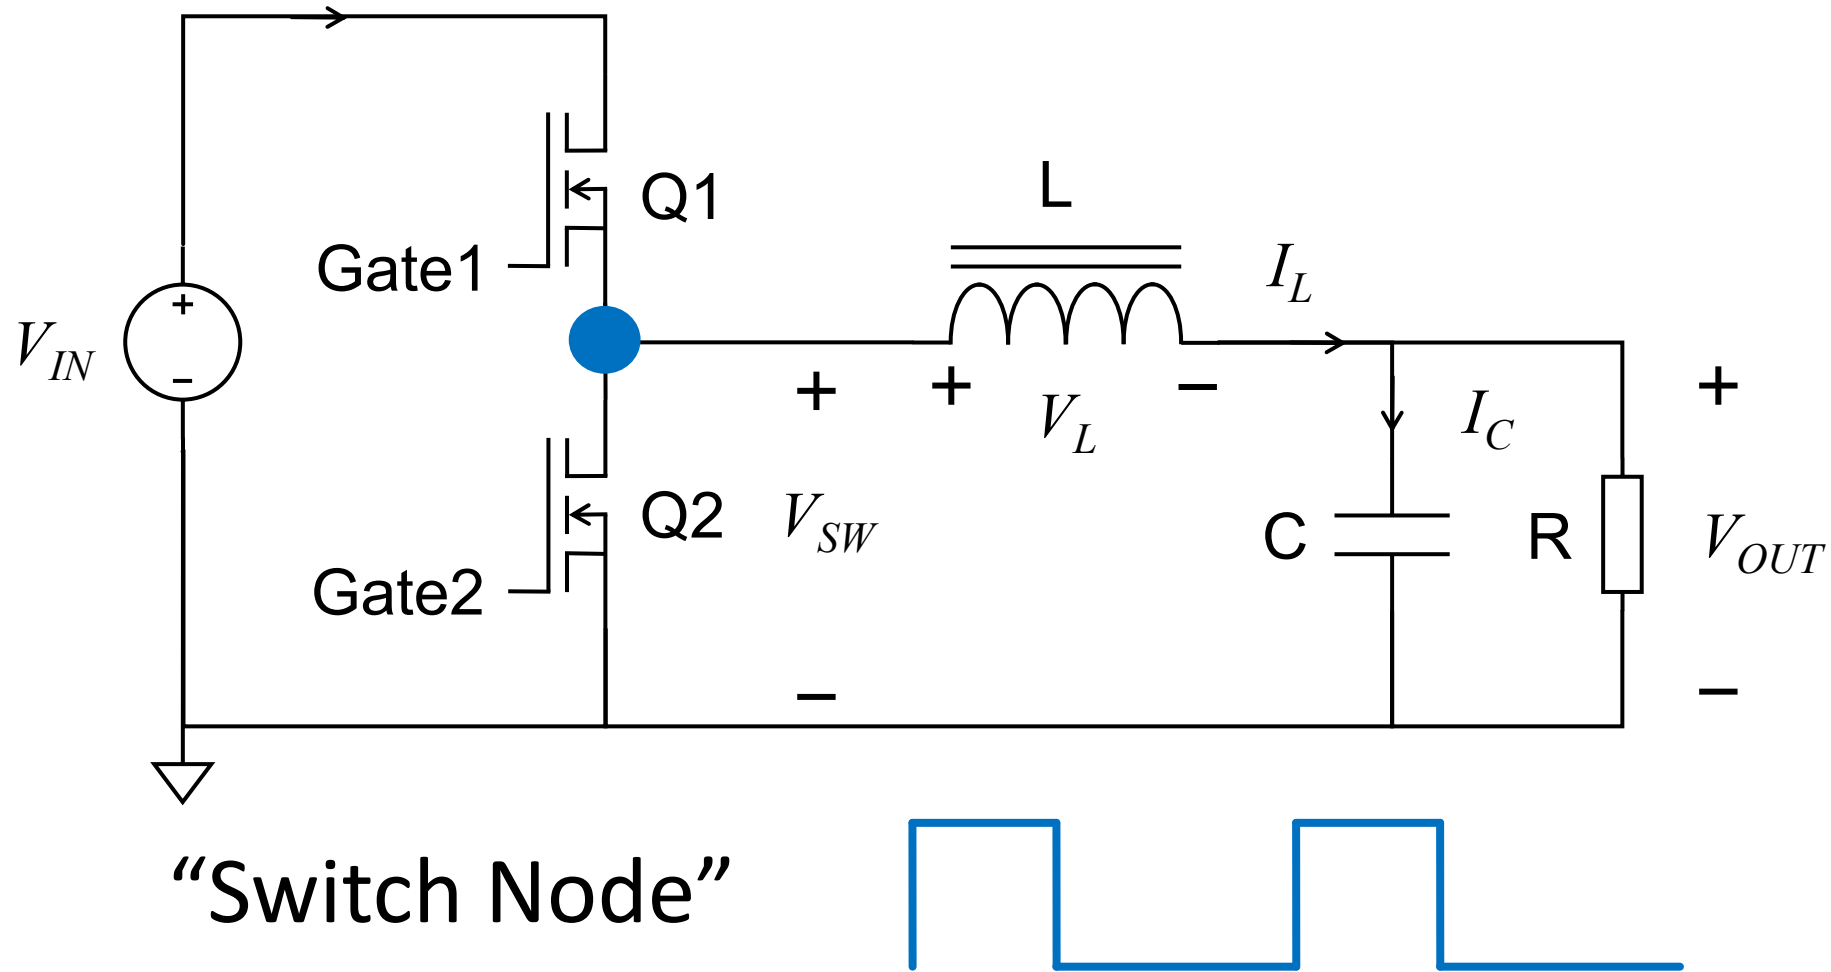 L
Q1
I_L
Gate1
+
V_IN
−
+
+
V_L
−
+
I_C
Q2
V_SW
C
R
V_OUT
Gate2
−
−
“Switch Node”